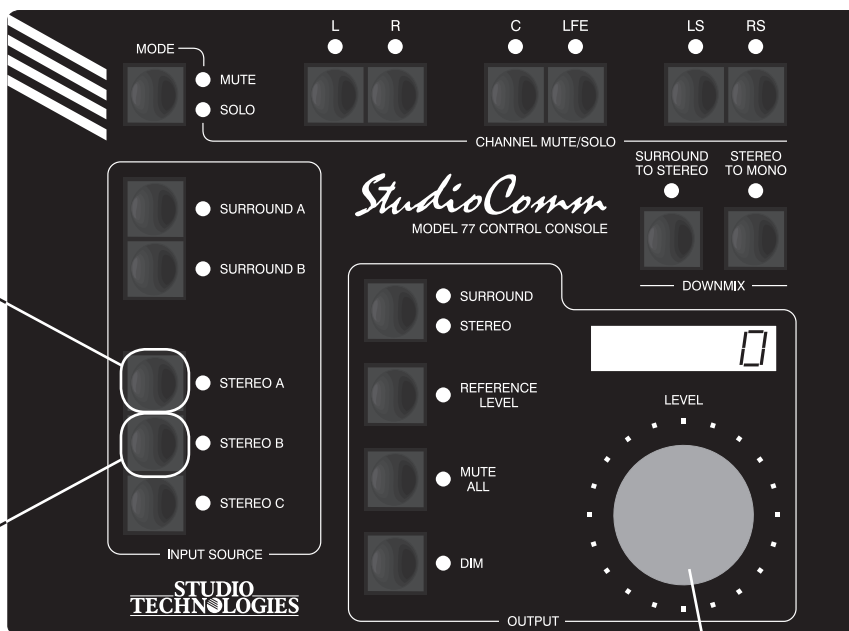 MODE
MUTE
SOLO
L R C LFE LS RS
CHANNEL MUTE/SOLO
SURROUND A
SURROUND B
STEREO A
STEREO B
STEREO C
INPUT SOURCE
STUDIO
TECHNOLOGIES
StudioComm
MODEL 77 CONTROL CONSOLE
SURROUND
TO STEREO
STEREO
TO MONO
DOWNMIX
SURROUND
STEREO
REFERENCE
LEVEL
MUTE
ALL
DIM
0
LEVEL
OUTPUT